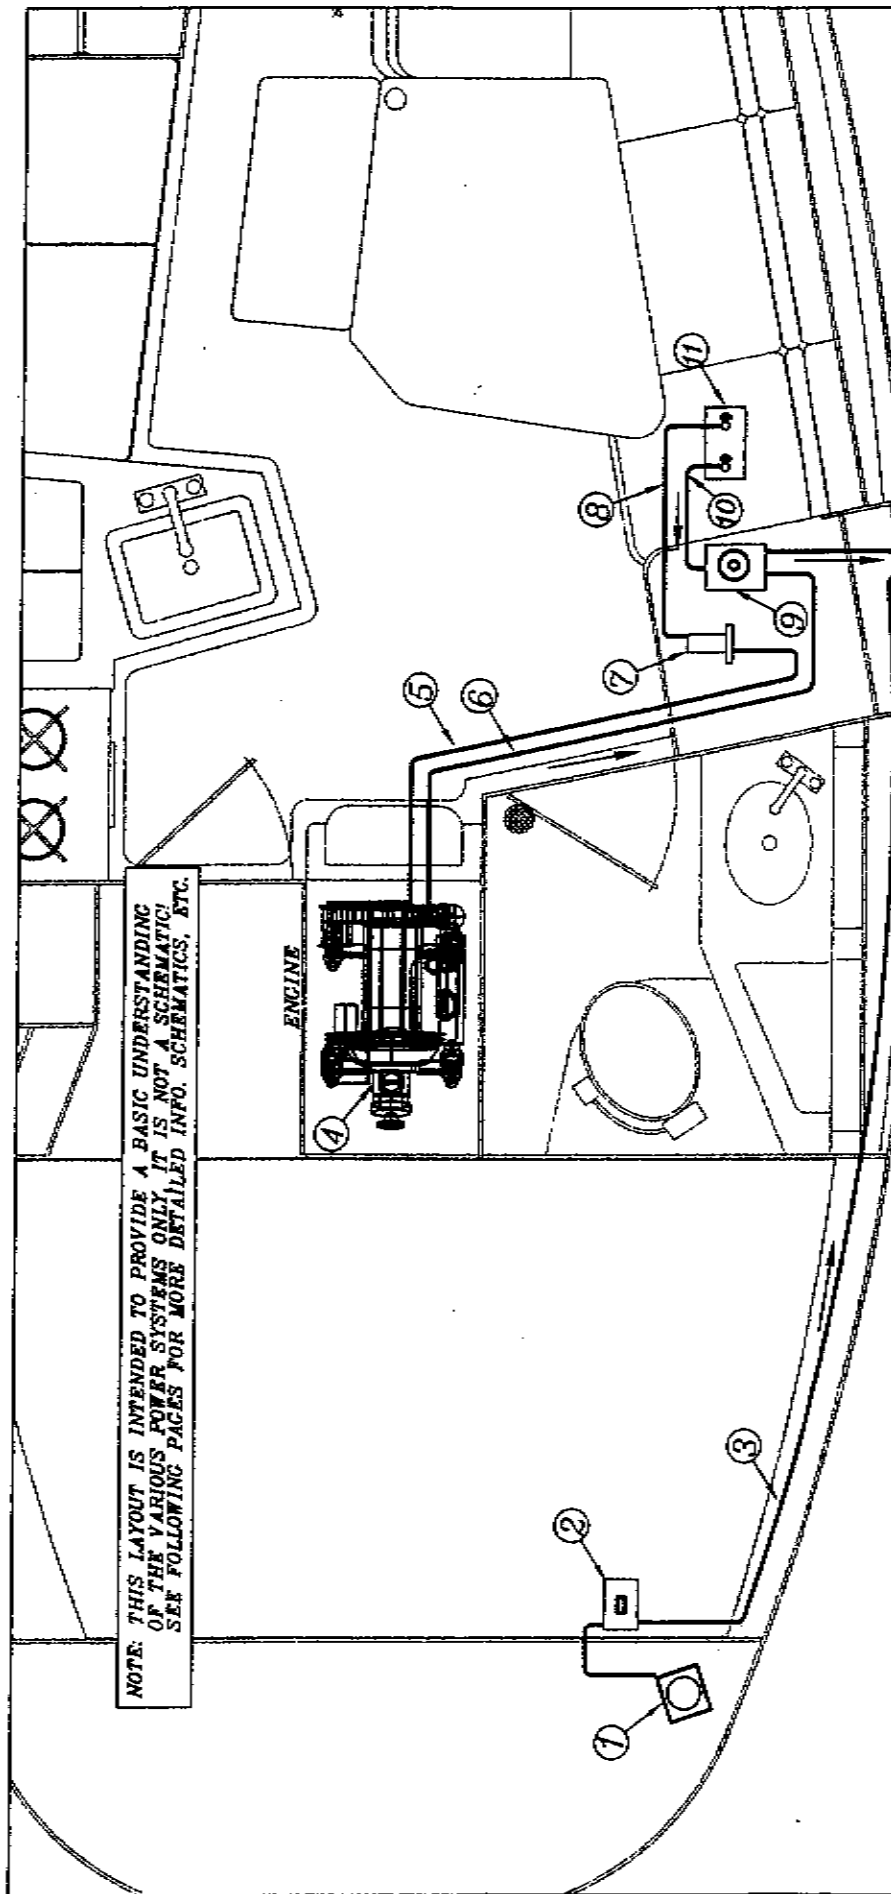 NOTE: THIS LAYOUT IS INTENDED TO PROVIDE A BASIC UNDERSTANDING
OF THE VARIOUS POWER SYSTEMS ONLY, IT IS NOT A SCHEMATIC!
SEE FOLLOWING PAGES FOR MORE DETAILED INFO. SCHEMATICS, ETC.
ENGINE
1
2
3
4
5
6
7
8
9
10
11